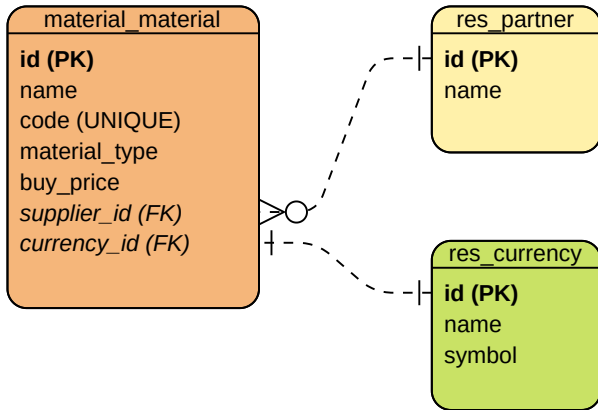 material_material
id (PK)
name
code (UNIQUE)
material_type
buy_price
supplier_id (FK)
currency_id (FK)
res_partner
id (PK)
name
res_currency
id (PK)
name
symbol